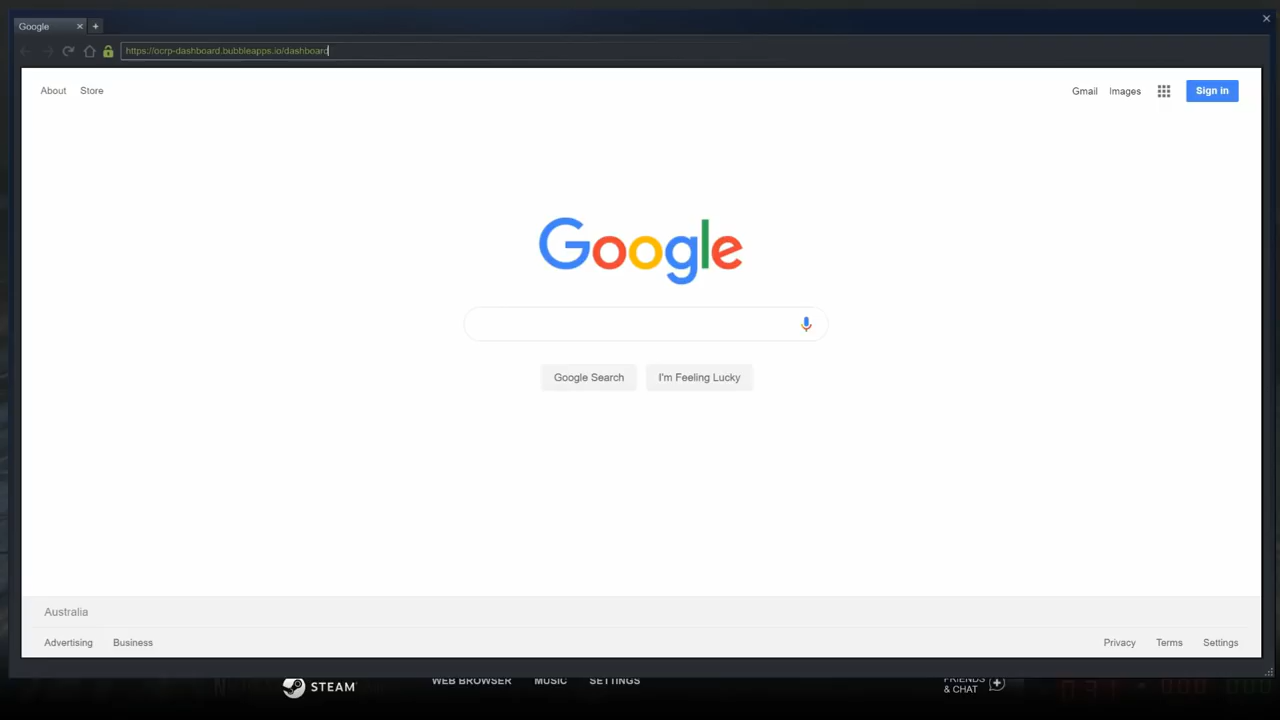 Google
https://ocrp-dashboard.bubbleapps.io/dashboard
About Store
Gmail Images Sign in
Google
Google Search I'm Feeling Lucky
Australia
Advertising Business
Privacy Terms Settings
STEAM
WEB BROWSER MUSIC SETTINGS
FRIENDS
& CHAT